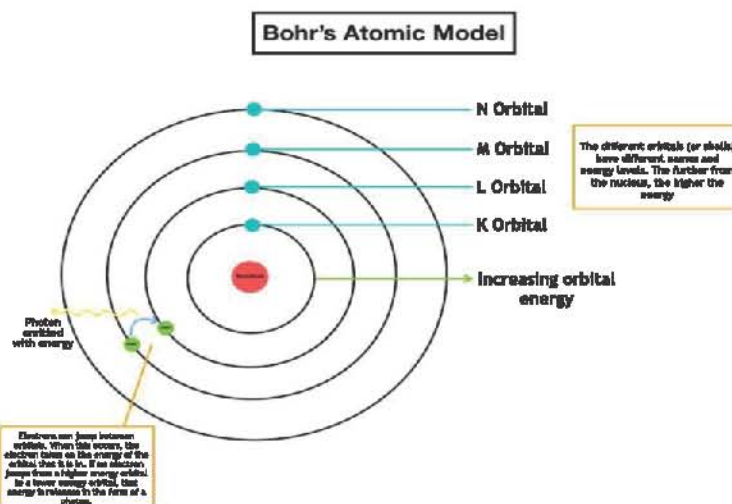 Bohr's Atomic Model
N Orbital
M Orbital
L Orbital
K Orbital
The different orbitals (or shells)
have different names and
energy levels. The further from
the nucleus, the higher the
energy
Increasing orbital
energy
Photon
emitted
with energy
Electrons can jump between
orbitals. When this occurs, the
electron takes on the energy of the
orbital that it is in. If an electron
jumps from a higher energy orbital
to a lower energy orbital, that
energy is released in the form of a
photon.